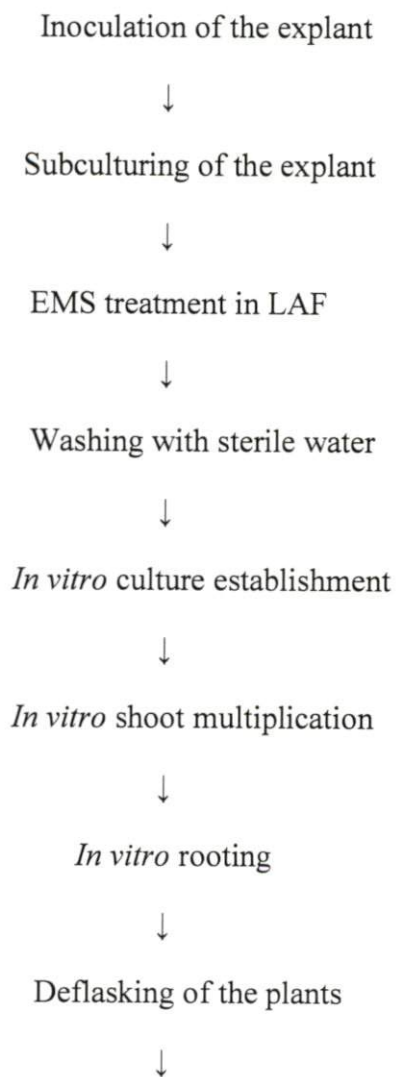 Inoculation of the explant
↓
Subculturing of the explant
↓
EMS treatment in LAF
↓
Washing with sterile water
↓
In vitro culture establishment
↓
In vitro shoot multiplication
↓
In vitro rooting
↓
Deflasking of the plants
↓